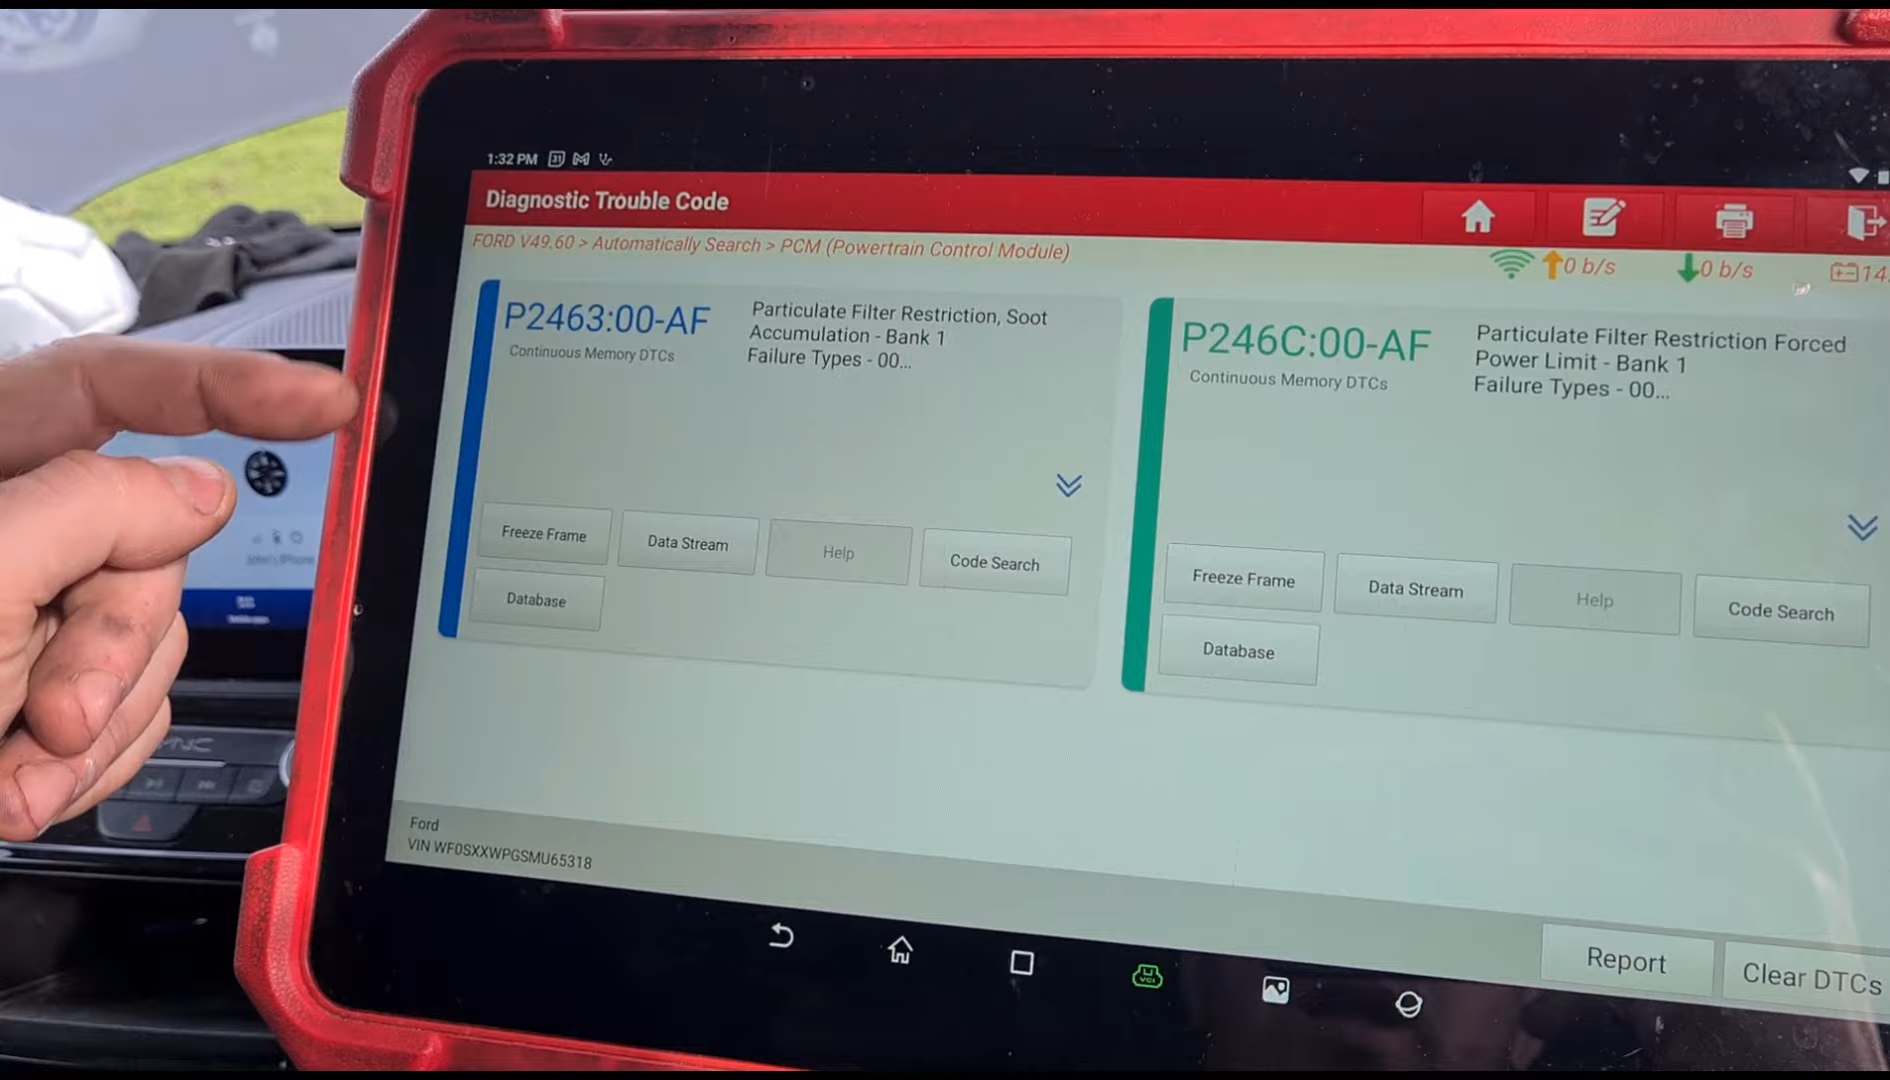 1:32 PM 31
Diagnostic Trouble Code
FORD V49.60 > Automatically Search > PCM (Powertrain Control Module)
0 b/s 0 b/s 14.
P2463:00-AF
Continuous Memory DTCs
Particulate Filter Restriction, Soot
Accumulation - Bank 1
Failure Types - 00...
Freeze Frame Data Stream Help Code Search
Database
P246C:00-AF
Continuous Memory DTCs
Particulate Filter Restriction Forced
Power Limit - Bank 1
Failure Types - 00...
Freeze Frame Data Stream Help Code Search
Database
Ford
VIN WF0SXXWPGSMU65318
Report Clear DTCs
VCI